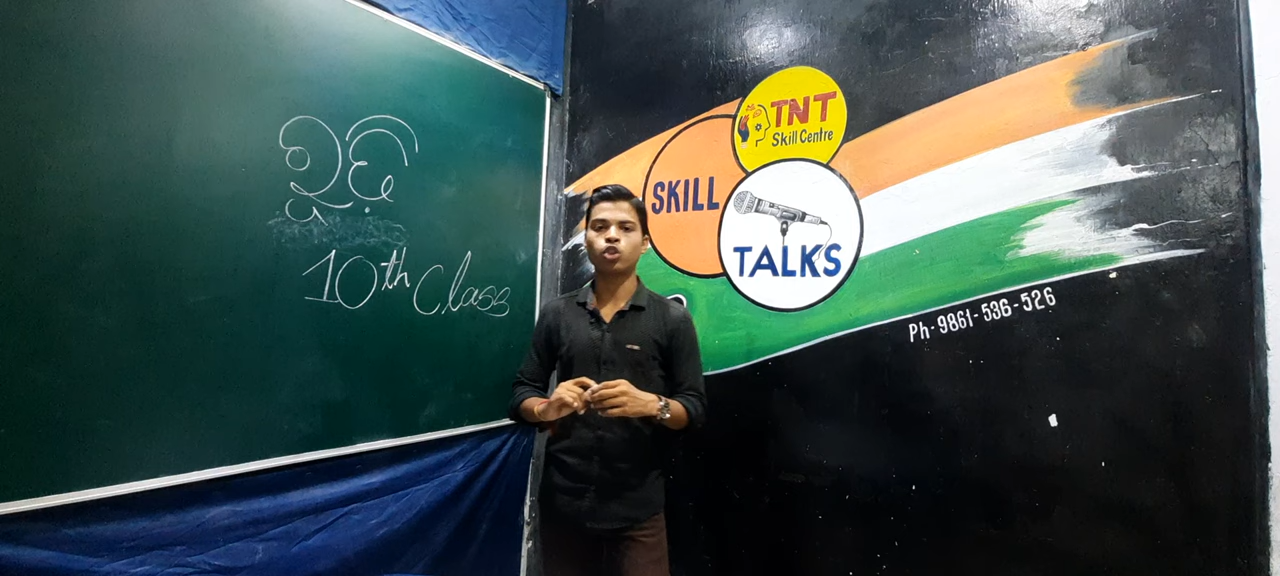 10th Class
TNT
Skill Centre
SKILL
TALKS
Ph-9861-536-526